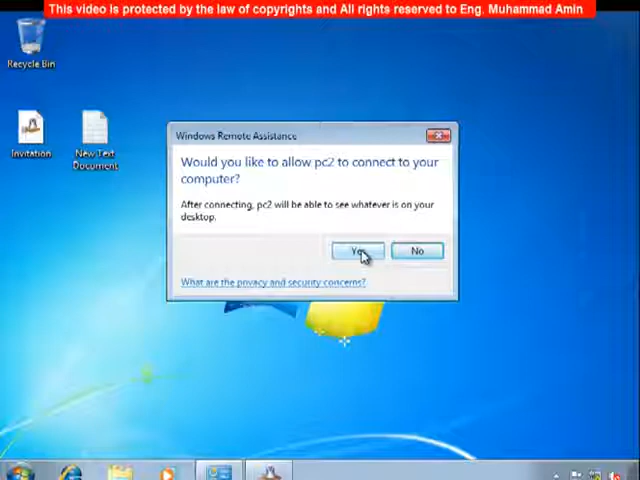 This video is protected by the law of copyrights and All rights reserved to Eng. Muhammad Amin
Recycle Bin
Invitation
New Text
Document
Windows Remote Assistance
Would you like to allow pc2 to connect to your
computer?
After connecting, pc2 will be able to see whatever is on your
desktop.
Yes
No
What are the privacy and security concerns?